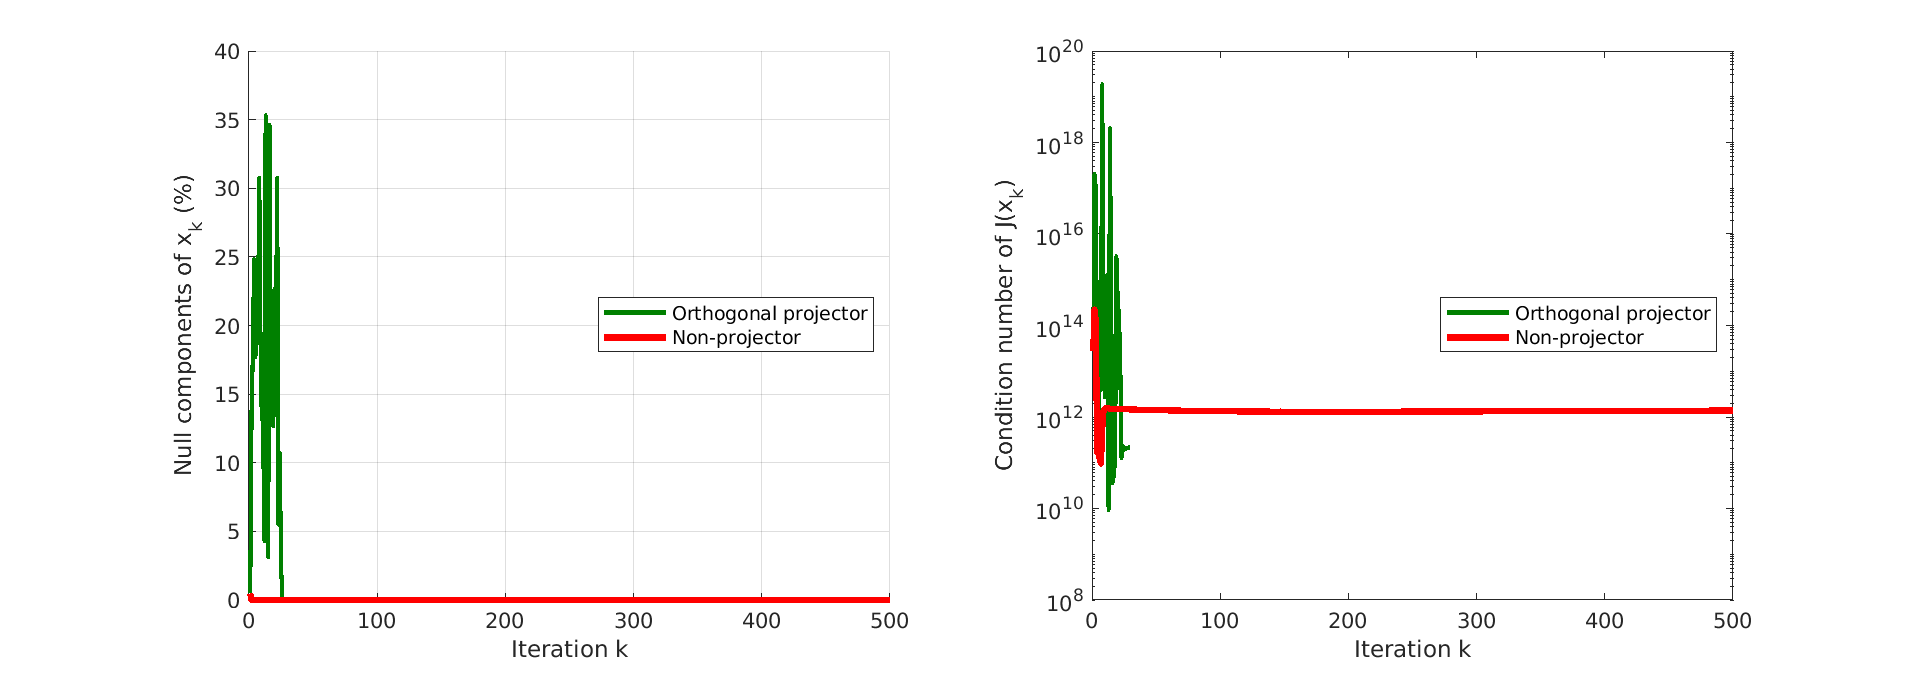 Null components of x_k (%)
40
35
30
25
20
15
10
5
0
Orthogonal projector
Non-projector
0 100 200 300 400 500
Iteration k
Condition number of J(x_k)
10^20
10^18
10^16
10^14
10^12
10^10
10^8
Orthogonal projector
Non-projector
0 100 200 300 400 500
Iteration k